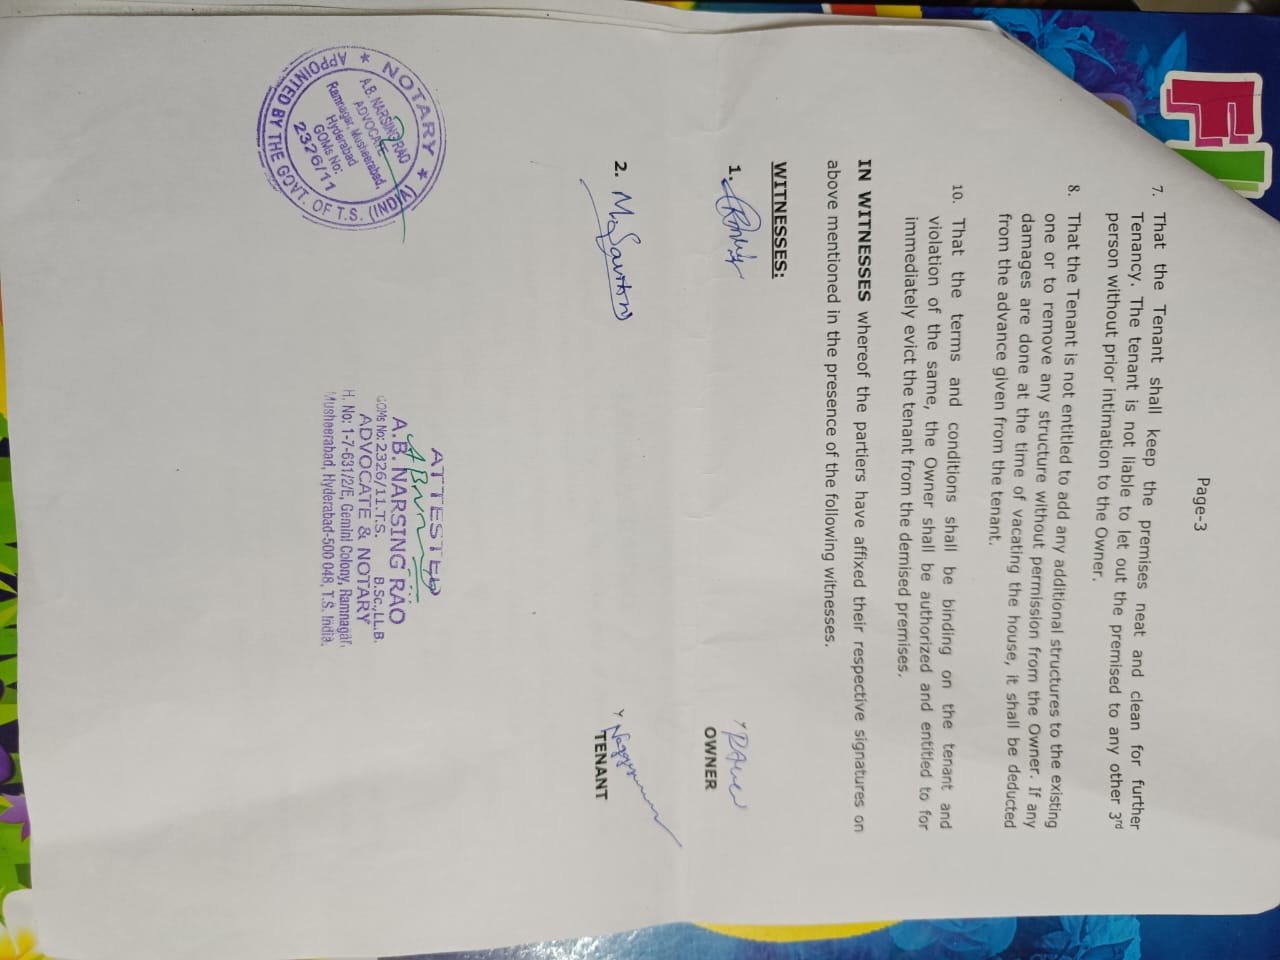 Page-3
7. That the Tenant shall keep the premises neat and clean for further
Tenancy. The tenant is not liable to let out the premised to any other 3rd
person without prior intimation to the Owner.
8. That the Tenant is not entitled to add any additional structures to the existing
one or to remove any structure without permission from the Owner. If any
damages are done at the time of vacating the house, it shall be deducted
from the advance given from the tenant.
10. That the terms and conditions shall be binding on the tenant and
violation of the same, the Owner shall be authorized and entitled to for
immediately evict the tenant from the demised premises.
IN WITNESSES whereof the partiers have affixed their respective signatures on
above mentioned in the presence of the following witnesses.
WITNESSES:
1.
OWNER
2.
TENANT
★ NOTARY ★ (INDIA)
APPOINTED BY THE GOVT. OF T.S.
A.B. NARSING RAO
ADVOCATE
Ramnagar, Musheerabad,
Hyderabad
GOMs No:
2326/11
ATTESTED
A.B. NARSING RAO
GOMs No: 2326/11.T.S. B.Sc.,LL.B.
ADVOCATE & NOTARY
H. No: 1-7-631/2/E, Gemini Colony, Ramnagar,
Musheerabad, Hyderabad-500 048, T.S. India.